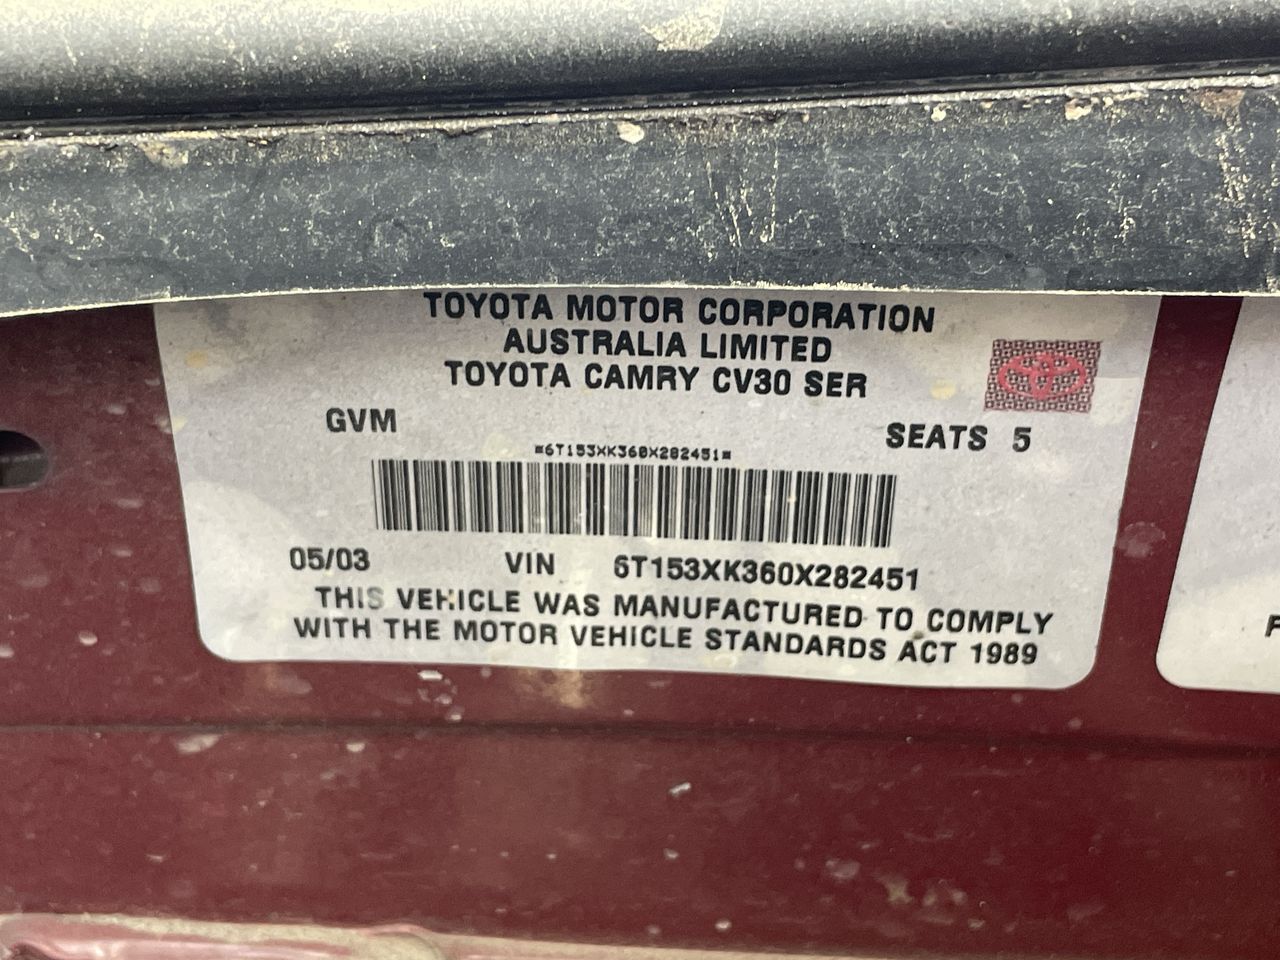 TOYOTA MOTOR CORPORATION
AUSTRALIA LIMITED
TOYOTA CAMRY CV30 SER
GVM
SEATS 5
*6T153XK360X282451*
05/03 VIN 6T153XK360X282451
THIS VEHICLE WAS MANUFACTURED TO COMPLY
WITH THE MOTOR VEHICLE STANDARDS ACT 1989
F